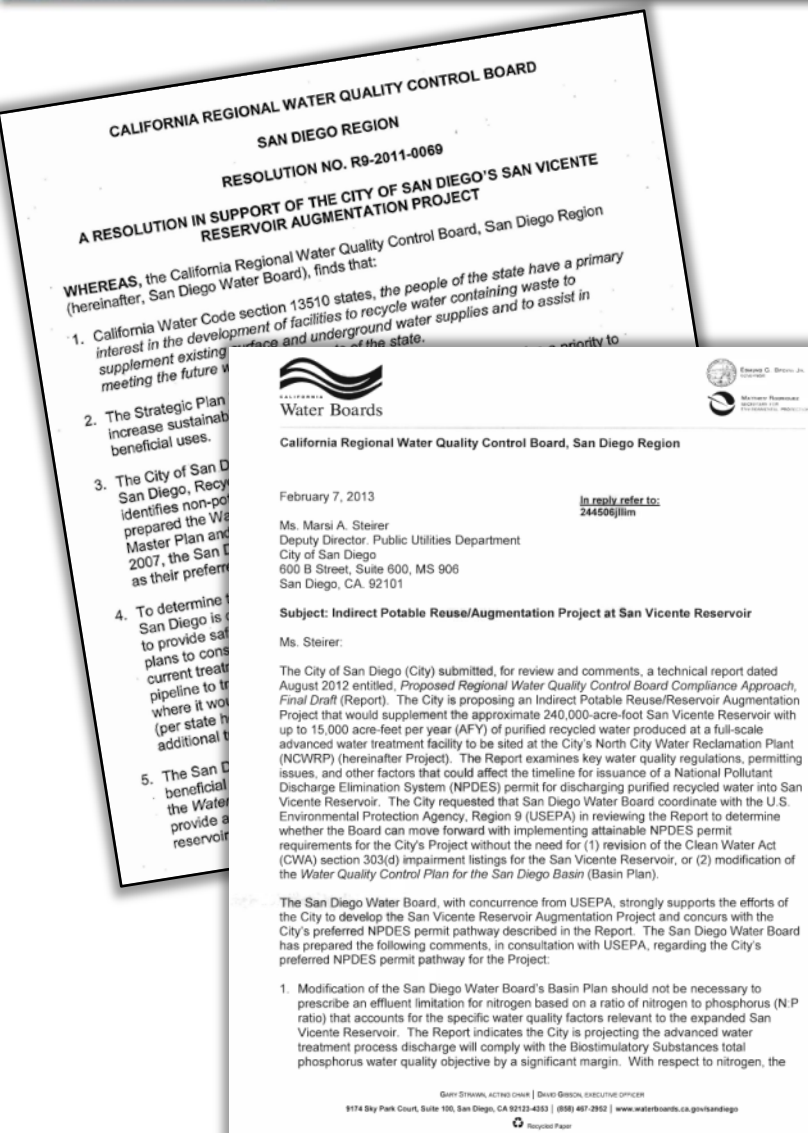 CALIFORNIA REGIONAL WATER QUALITY CONTROL BOARD
SAN DIEGO REGION
RESOLUTION NO. R9-2011-0069
A RESOLUTION IN SUPPORT OF THE CITY OF SAN DIEGO'S SAN VICENTE
RESERVOIR AUGMENTATION PROJECT
WHEREAS, the California Regional Water Quality Control Board, San Diego Region
(hereinafter, San Diego Water Board), finds that:
1. California Water Code section 13510 states, the people of the state have a primary
interest in the development of facilities to recycle water containing waste to
supplement existing surface and underground water supplies and to assist in
meeting the future w of the state.
priority to
2. The Strategic Plan
increase sustainab
beneficial uses.
3. The City of San D
San Diego, Recy
identifies non-po
prepared the Wa
Master Plan and
2007, the San D
as their preferre
4. To determine t
San Diego is
to provide saf
plans to cons
current treatr
pipeline to tr
where it wou
(per state h
additional t
5. The San D
beneficial
the Water
provide a
reservoir
CALIFORNIA
Water Boards
EDMUND G. BROWN JR.
GOVERNOR
MATTHEW RODRIQUEZ
SECRETARY FOR
ENVIRONMENTAL PROTECTION
California Regional Water Quality Control Board, San Diego Region
February 7, 2013
In reply refer to:
244506jllim
Ms. Marsi A. Steirer
Deputy Director. Public Utilities Department
City of San Diego
600 B Street, Suite 600, MS 906
San Diego, CA. 92101
Subject: Indirect Potable Reuse/Augmentation Project at San Vicente Reservoir
Ms. Steirer:
The City of San Diego (City) submitted, for review and comments, a technical report dated
August 2012 entitled, Proposed Regional Water Quality Control Board Compliance Approach,
Final Draft (Report). The City is proposing an Indirect Potable Reuse/Reservoir Augmentation
Project that would supplement the approximate 240,000-acre-foot San Vicente Reservoir with
up to 15,000 acre-feet per year (AFY) of purified recycled water produced at a full-scale
advanced water treatment facility to be sited at the City's North City Water Reclamation Plant
(NCWRP) (hereinafter Project). The Report examines key water quality regulations, permitting
issues, and other factors that could affect the timeline for issuance of a National Pollutant
Discharge Elimination System (NPDES) permit for discharging purified recycled water into San
Vicente Reservoir. The City requested that San Diego Water Board coordinate with the U.S.
Environmental Protection Agency, Region 9 (USEPA) in reviewing the Report to determine
whether the Board can move forward with implementing attainable NPDES permit
requirements for the City's Project without the need for (1) revision of the Clean Water Act
(CWA) section 303(d) impairment listings for the San Vicente Reservoir, or (2) modification of
the Water Quality Control Plan for the San Diego Basin (Basin Plan).
The San Diego Water Board, with concurrence from USEPA, strongly supports the efforts of
the City to develop the San Vicente Reservoir Augmentation Project and concurs with the
City's preferred NPDES permit pathway described in the Report. The San Diego Water Board
has prepared the following comments, in consultation with USEPA, regarding the City's
preferred NPDES permit pathway for the Project:
1. Modification of the San Diego Water Board's Basin Plan should not be necessary to
prescribe an effluent limitation for nitrogen based on a ratio of nitrogen to phosphorus (N:P
ratio) that accounts for the specific water quality factors relevant to the expanded San
Vicente Reservoir. The Report indicates the City is projecting the advanced water
treatment process discharge will comply with the Biostimulatory Substances total
phosphorus water quality objective by a significant margin. With respect to nitrogen, the
GARY STRAWN, ACTING CHAIR | DAVID GIBSON, EXECUTIVE OFFICER
9174 Sky Park Court, Suite 100, San Diego, CA 92123-4353 | (858) 467-2952 | www.waterboards.ca.gov/sandiego
Recycled Paper